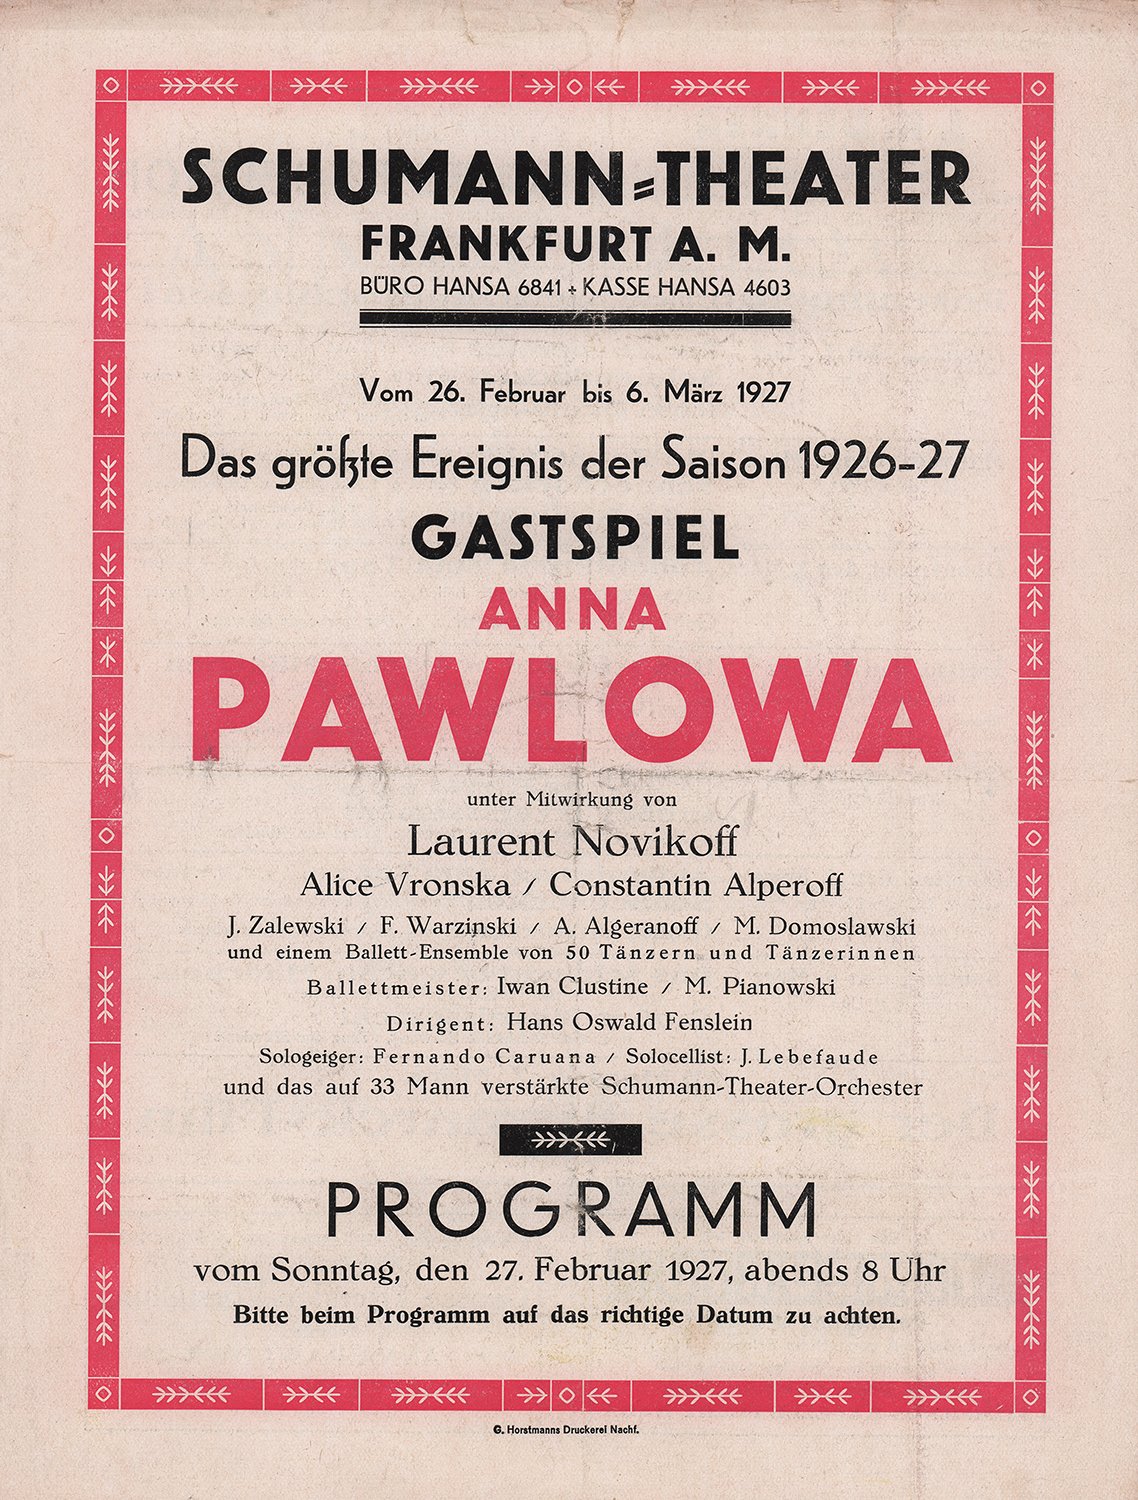 SCHUMANN=THEATER
FRANKFURT A. M.
BÜRO HANSA 6841 + KASSE HANSA 4603
Vom 26. Februar bis 6. März 1927
Das größte Ereignis der Saison 1926-27
GASTSPIEL
ANNA
PAWLOWA
unter Mitwirkung von
Laurent Novikoff
Alice Vronska / Constantin Alperoff
J. Zalewski / F. Warzinski / A. Algeranoff / M. Domoslawski
und einem Ballett-Ensemble von 50 Tänzern und Tänzerinnen
Ballettmeister: Iwan Clustine / M. Pianowski
Dirigent: Hans Oswald Fenslein
Sologeiger: Fernando Caruana / Solocellist: J. Lebefaude
und das auf 33 Mann verstärkte Schumann-Theater-Orchester
PROGRAMM
vom Sonntag, den 27. Februar 1927, abends 8 Uhr
Bitte beim Programm auf das richtige Datum zu achten.
G. Horstmanns Druckerei Nachf.